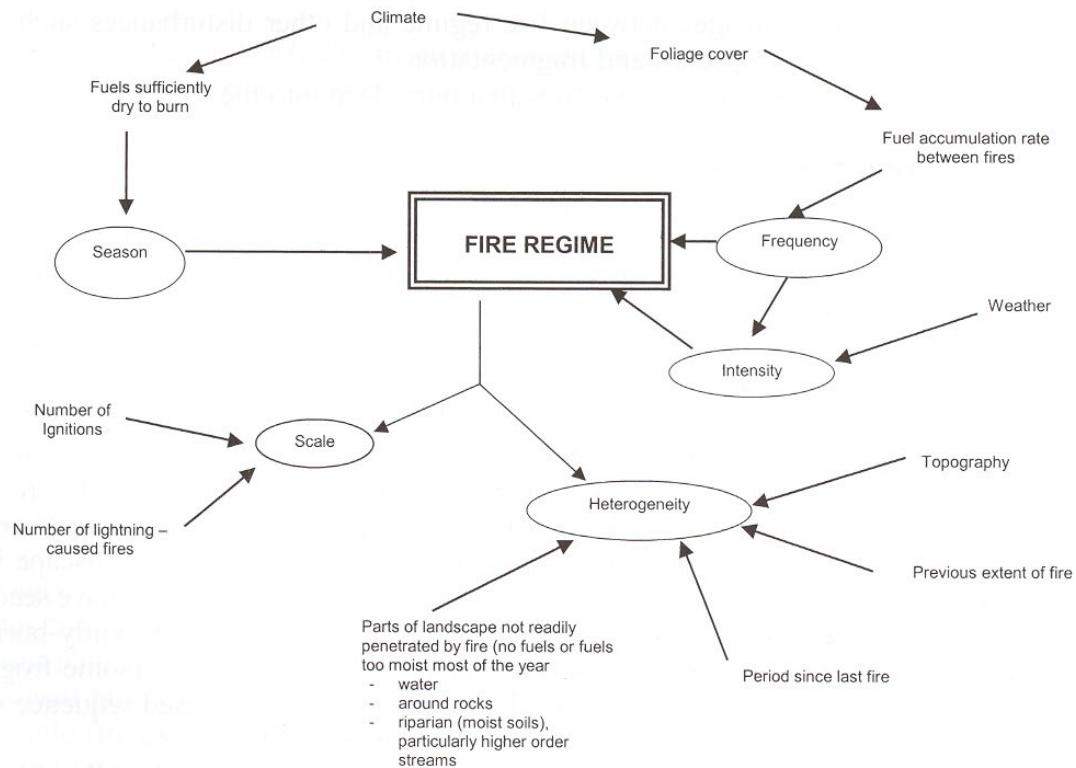 Climate
Foliage cover
Fuels sufficiently
dry to burn
Fuel accumulation rate
between fires
Season
FIRE REGIME
Frequency
Weather
Intensity
Number of
Ignitions
Scale
Topography
Heterogeneity
Number of lightning –
caused fires
Previous extent of fire
Parts of landscape not readily
penetrated by fire (no fuels or fuels
too moist most of the year
- water
- around rocks
- riparian (moist soils),
particularly higher order
streams
Period since last fire